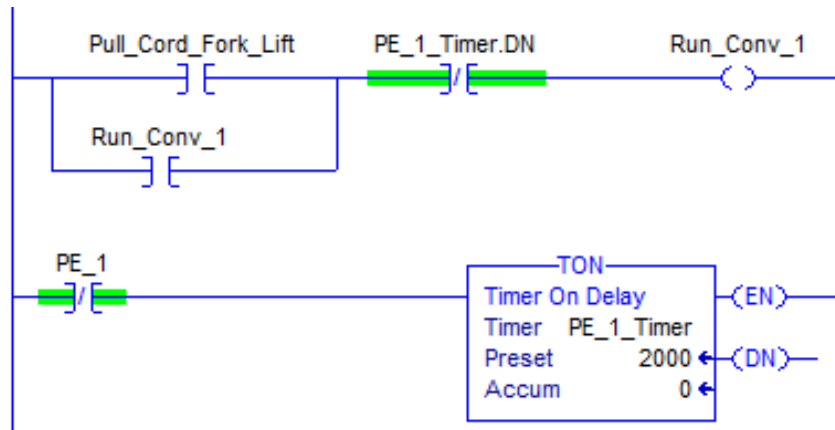 Pull_Cord_Fork_Lift PE_1_Timer.DN Run_Conv_1
Run_Conv_1
PE_1
TON
Timer On Delay
Timer PE_1_Timer
Preset 2000
Accum 0
EN
DN